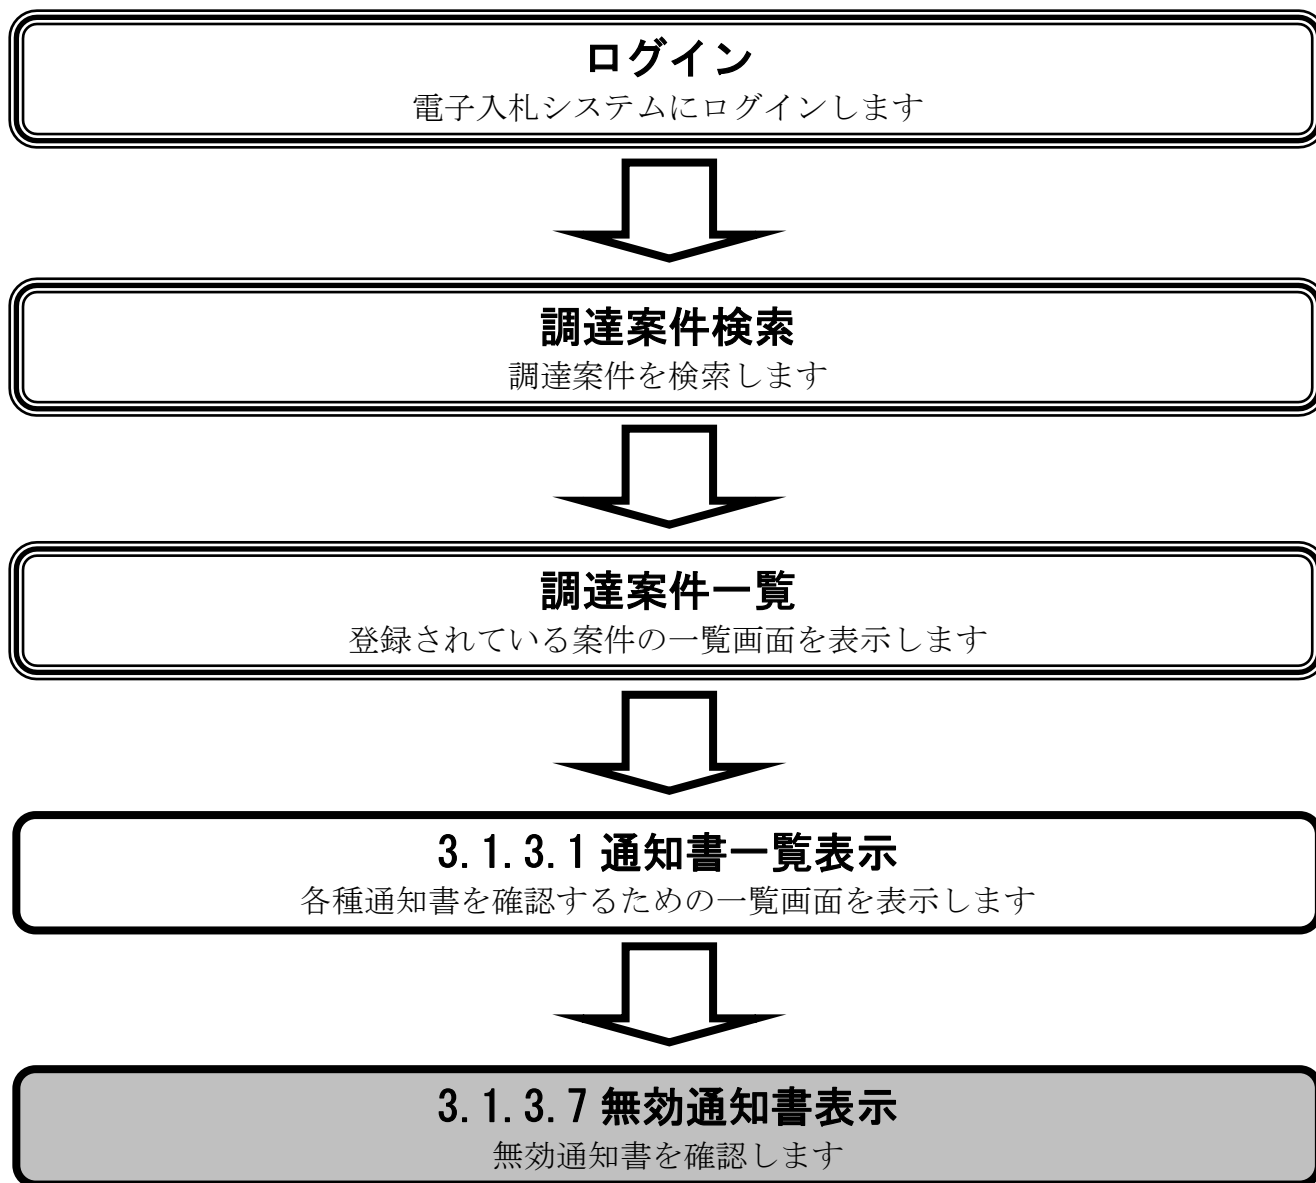 ログイン
電子入札システムにログインします
調達案件検索
調達案件を検索します
調達案件一覧
登録されている案件の一覧画面を表示します
3.1.3.1 通知書一覧表示
各種通知書を確認するための一覧画面を表示します
3.1.3.7 無効通知書表示
無効通知書を確認します